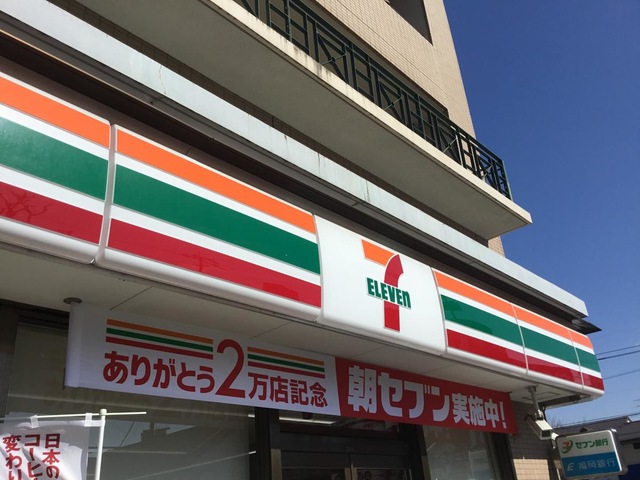 7
ELEVEn
ありがとう2万店記念
朝セブン実施中!
日本の
コーヒ
変わり
セブン銀行
福岡銀行